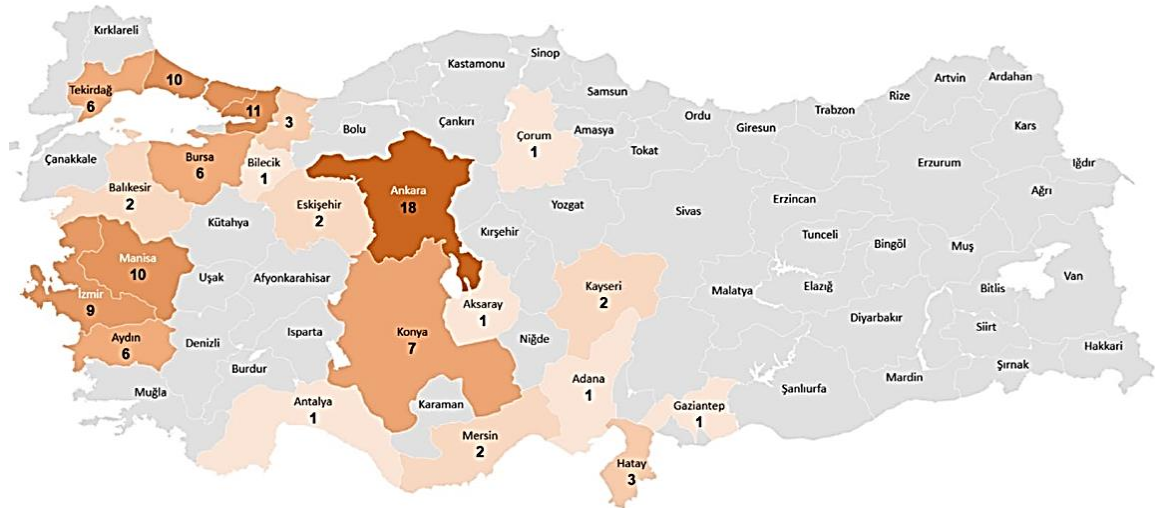 Kırklareli
Tekirdağ
6
10
11
3
Kastamonu
Sinop
Samsun
Artvin
Ardahan
Rize
Trabzon
Ordu
Giresun
Kars
Bolu
Çankırı
Çorum
1
Amasya
Tokat
Erzurum
Iğdır
Ağrı
Çanakkale
Bursa
6
Bilecik
1
Balıkesir
2
Eskişehir
2
Ankara
18
Kırşehir
Yozgat
Sivas
Erzincan
Tunceli
Bingöl
Muş
Van
Kütahya
Manisa
10
Uşak
Afyonkarahisar
İzmir
9
Aksaray
1
Kayseri
2
Malatya
Elazığ
Bitlis
Diyarbakır
Siirt
Aydın
6
Denizli
Isparta
Konya
7
Niğde
Hakkari
Şırnak
Mardin
Şanlıurfa
Burdur
Muğla
Antalya
1
Karaman
Adana
1
Gaziantep
1
Mersin
2
Hatay
3